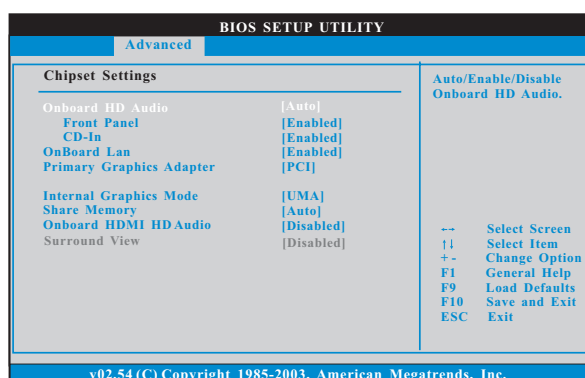 BIOS SETUP UTILITY
Advanced
Chipset Settings
Onboard HD Audio [Auto]
Front Panel [Enabled]
CD-In [Enabled]
OnBoard Lan [Enabled]
Primary Graphics Adapter [PCI]
Internal Graphics Mode [UMA]
Share Memory [Auto]
Onboard HDMI HD Audio [Disabled]
Surround View [Disabled]
Auto/Enable/Disable
Onboard HD Audio.
↔ Select Screen
↑↓ Select Item
+ - Change Option
F1 General Help
F9 Load Defaults
F10 Save and Exit
ESC Exit
v02.54 (C) Copyright 1985-2003, American Megatrends, Inc.